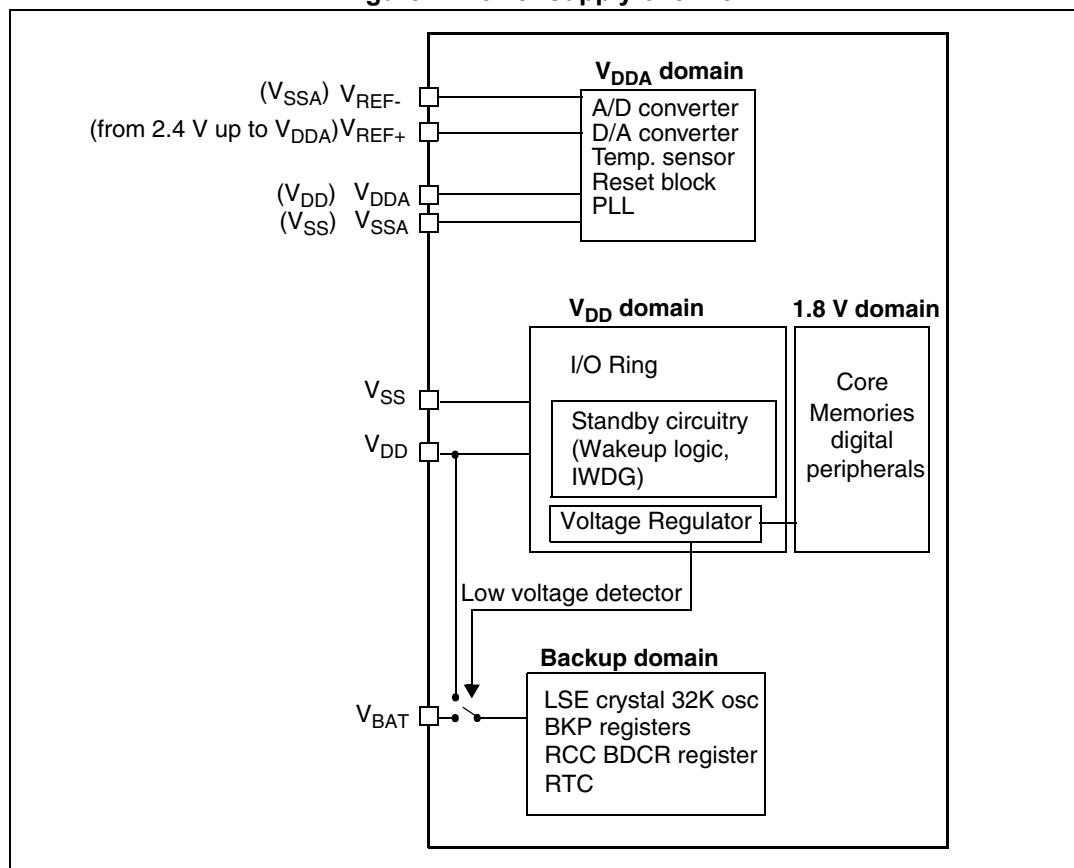 V_DDA domain
(V_SSA) V_REF-
(from 2.4 V up to V_DDA)V_REF+
(V_DD) V_DDA
(V_SS) V_SSA
A/D converter
D/A converter
Temp. sensor
Reset block
PLL
V_DD domain
1.8 V domain
V_SS
V_DD
I/O Ring
Standby circuitry
(Wakeup logic,
IWDG)
Voltage Regulator
Core
Memories
digital
peripherals
Low voltage detector
Backup domain
V_BAT
LSE crystal 32K osc
BKP registers
RCC BDCR register
RTC